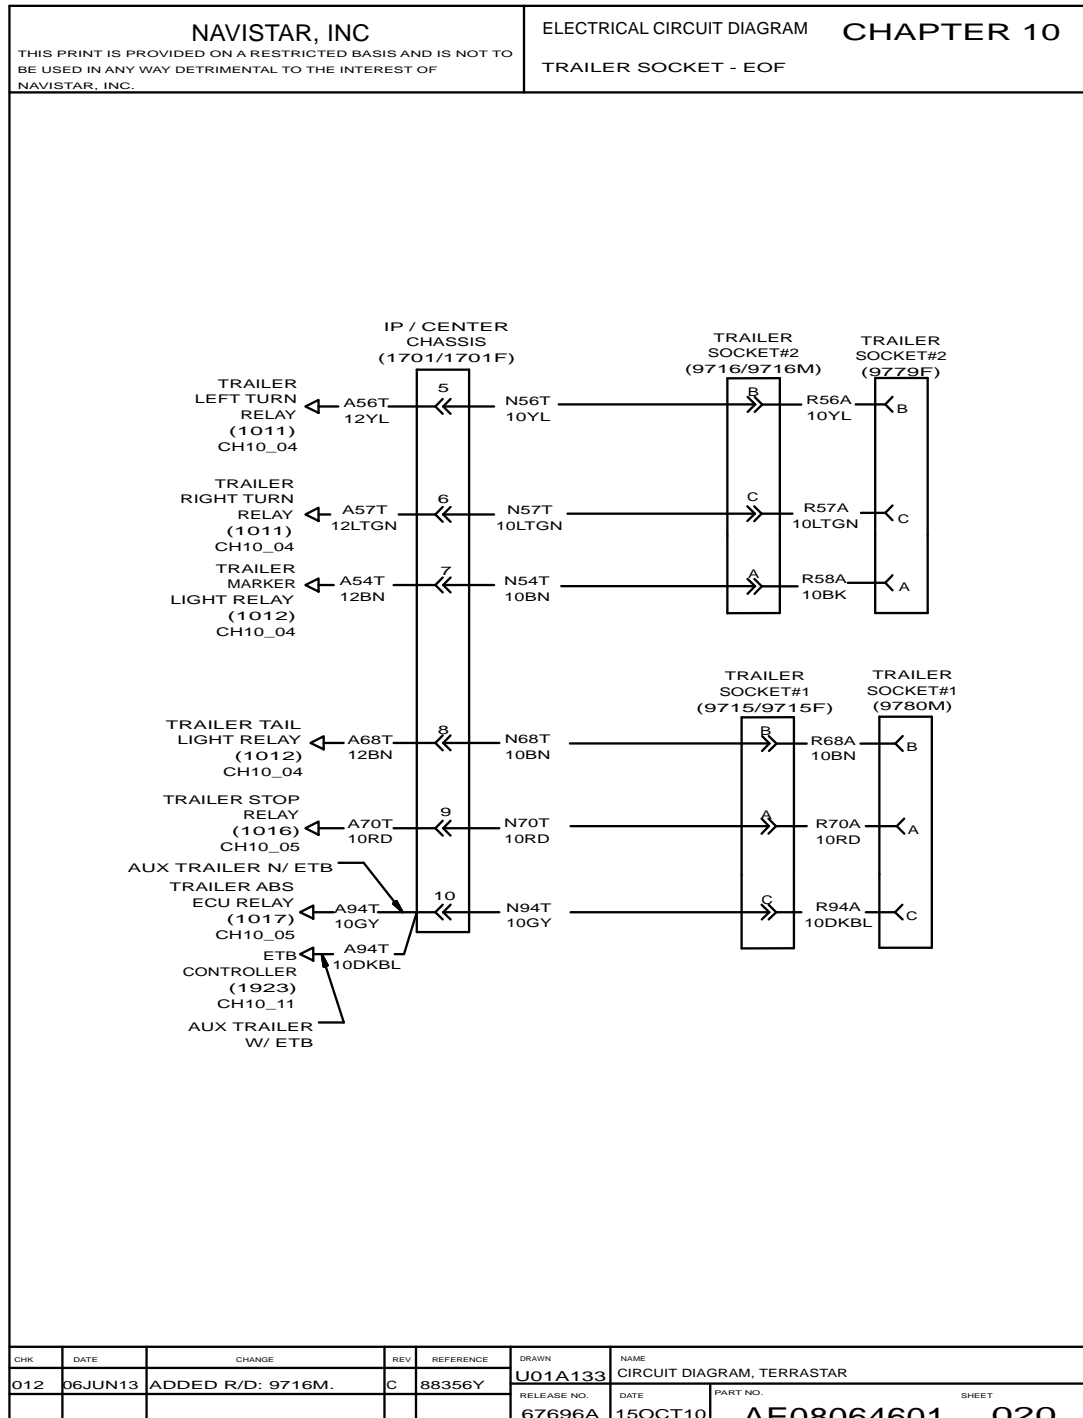 NAVISTAR, INC
THIS PRINT IS PROVIDED ON A RESTRICTED BASIS AND IS NOT TO
BE USED IN ANY WAY DETRIMENTAL TO THE INTEREST OF
NAVISTAR, INC.
ELECTRICAL CIRCUIT DIAGRAM
CHAPTER 10
TRAILER SOCKET - EOF
IP / CENTER
CHASSIS
(1701/1701F)
TRAILER
SOCKET#2
(9716/9716M)
TRAILER
SOCKET#2
(9779F)
TRAILER
LEFT TURN
RELAY
(1011)
CH10_04
A56T
12YL
5
N56T
10YL
B
R56A
10YL
B
TRAILER
RIGHT TURN
RELAY
(1011)
CH10_04
A57T
12LTGN
6
N57T
10LTGN
C
R57A
10LTGN
C
TRAILER
MARKER
LIGHT RELAY
(1012)
CH10_04
A54T
12BN
7
N54T
10BN
A
R58A
10BK
A
TRAILER
SOCKET#1
(9715/9715F)
TRAILER
SOCKET#1
(9780M)
TRAILER TAIL
LIGHT RELAY
(1012)
CH10_04
A68T
12BN
8
N68T
10BN
B
R68A
10BN
B
TRAILER STOP
RELAY
(1016)
CH10_05
A70T
10RD
9
N70T
10RD
A
R70A
10RD
A
AUX TRAILER N/ ETB
TRAILER ABS
ECU RELAY
(1017)
CH10_05
A94T
10GY
10
N94T
10GY
C
R94A
10DKBL
C
ETB
CONTROLLER
(1923)
CH10_11
A94T
10DKBL
AUX TRAILER
W/ ETB
CHK DATE CHANGE REV REFERENCE
012 06JUN13 ADDED R/D: 9716M. C 88356Y
DRAWN
U01A133
NAME
CIRCUIT DIAGRAM, TERRASTAR
RELEASE NO.
67696A
DATE
15OCT10
PART NO.
AE08064601
SHEET
020